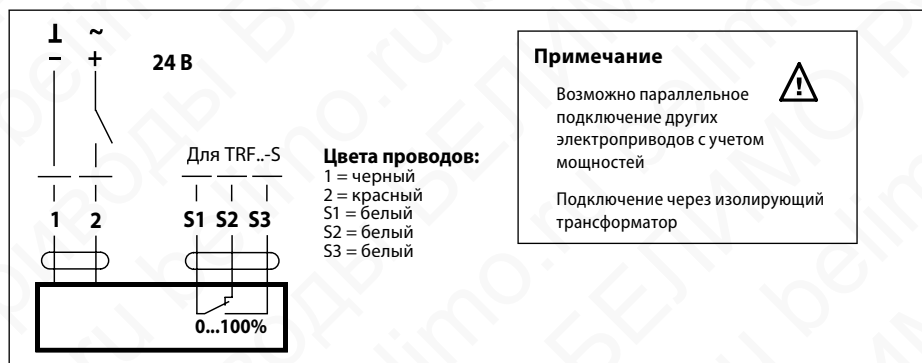 ⊥ ~
– +
24 В
Для TRF..-S
1 2 S1 S2 S3
0...100%
Цвета проводов:
1 = черный
2 = красный
S1 = белый
S2 = белый
S3 = белый
Примечание
Возможно параллельное
подключение других
электроприводов с учетом
мощностей
Подключение через изолирующий
трансформатор